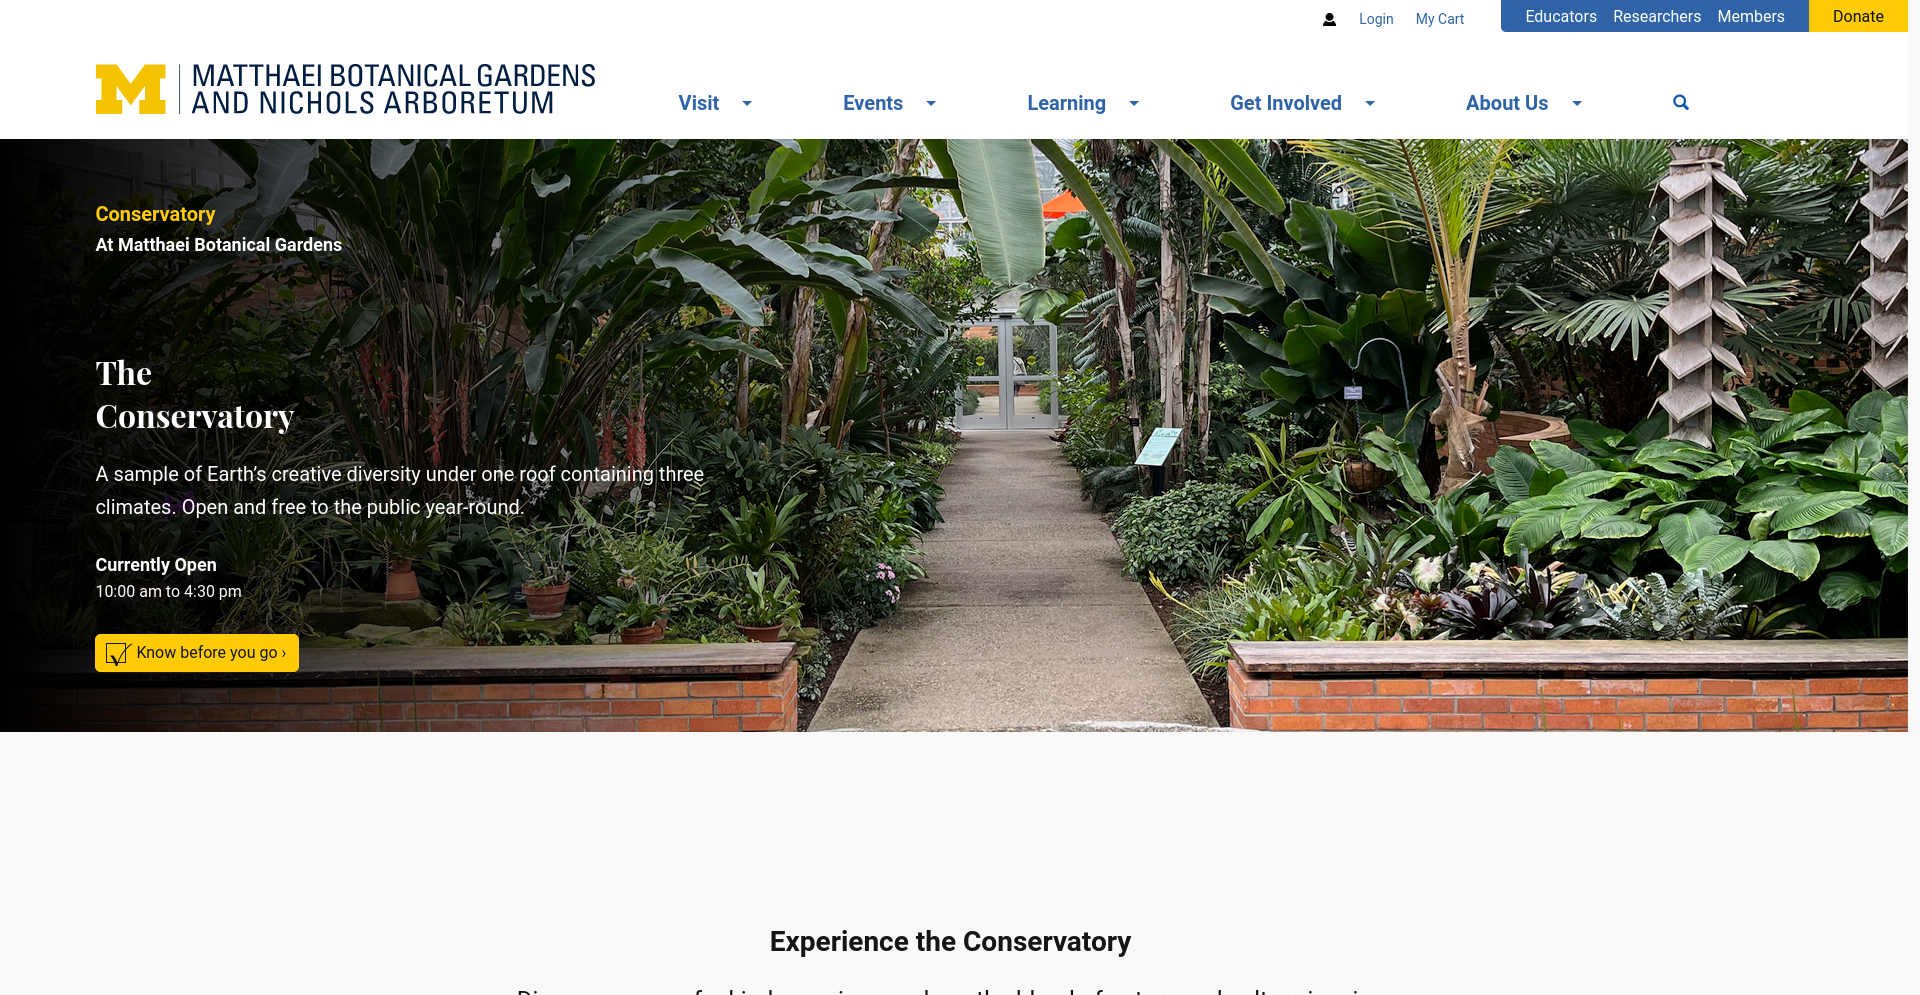 Login My Cart Educators Researchers Members Donate
MATTHAEI BOTANICAL GARDENS
AND NICHOLS ARBORETUM
Visit Events Learning Get Involved About Us
Conservatory
At Matthaei Botanical Gardens
The
Conservatory
A sample of Earth’s creative diversity under one roof containing three
climates. Open and free to the public year-round.
Currently Open
10:00 am to 4:30 pm
Know before you go ›
Experience the Conservatory